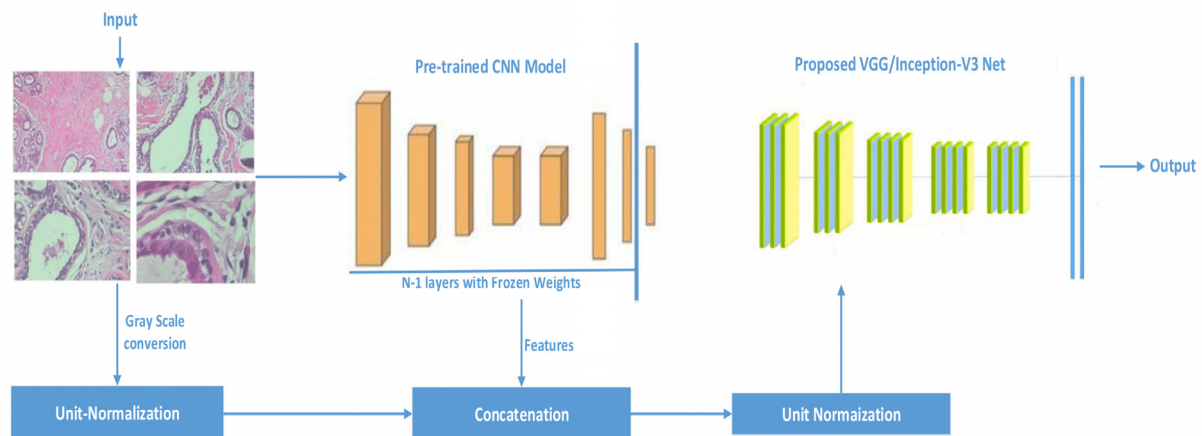 Input
Pre-trained CNN Model
Proposed VGG/Inception-V3 Net
Output
N-1 layers with Frozen Weights
Gray Scale
conversion
Features
Unit-Normalization
Concatenation
Unit Normaization